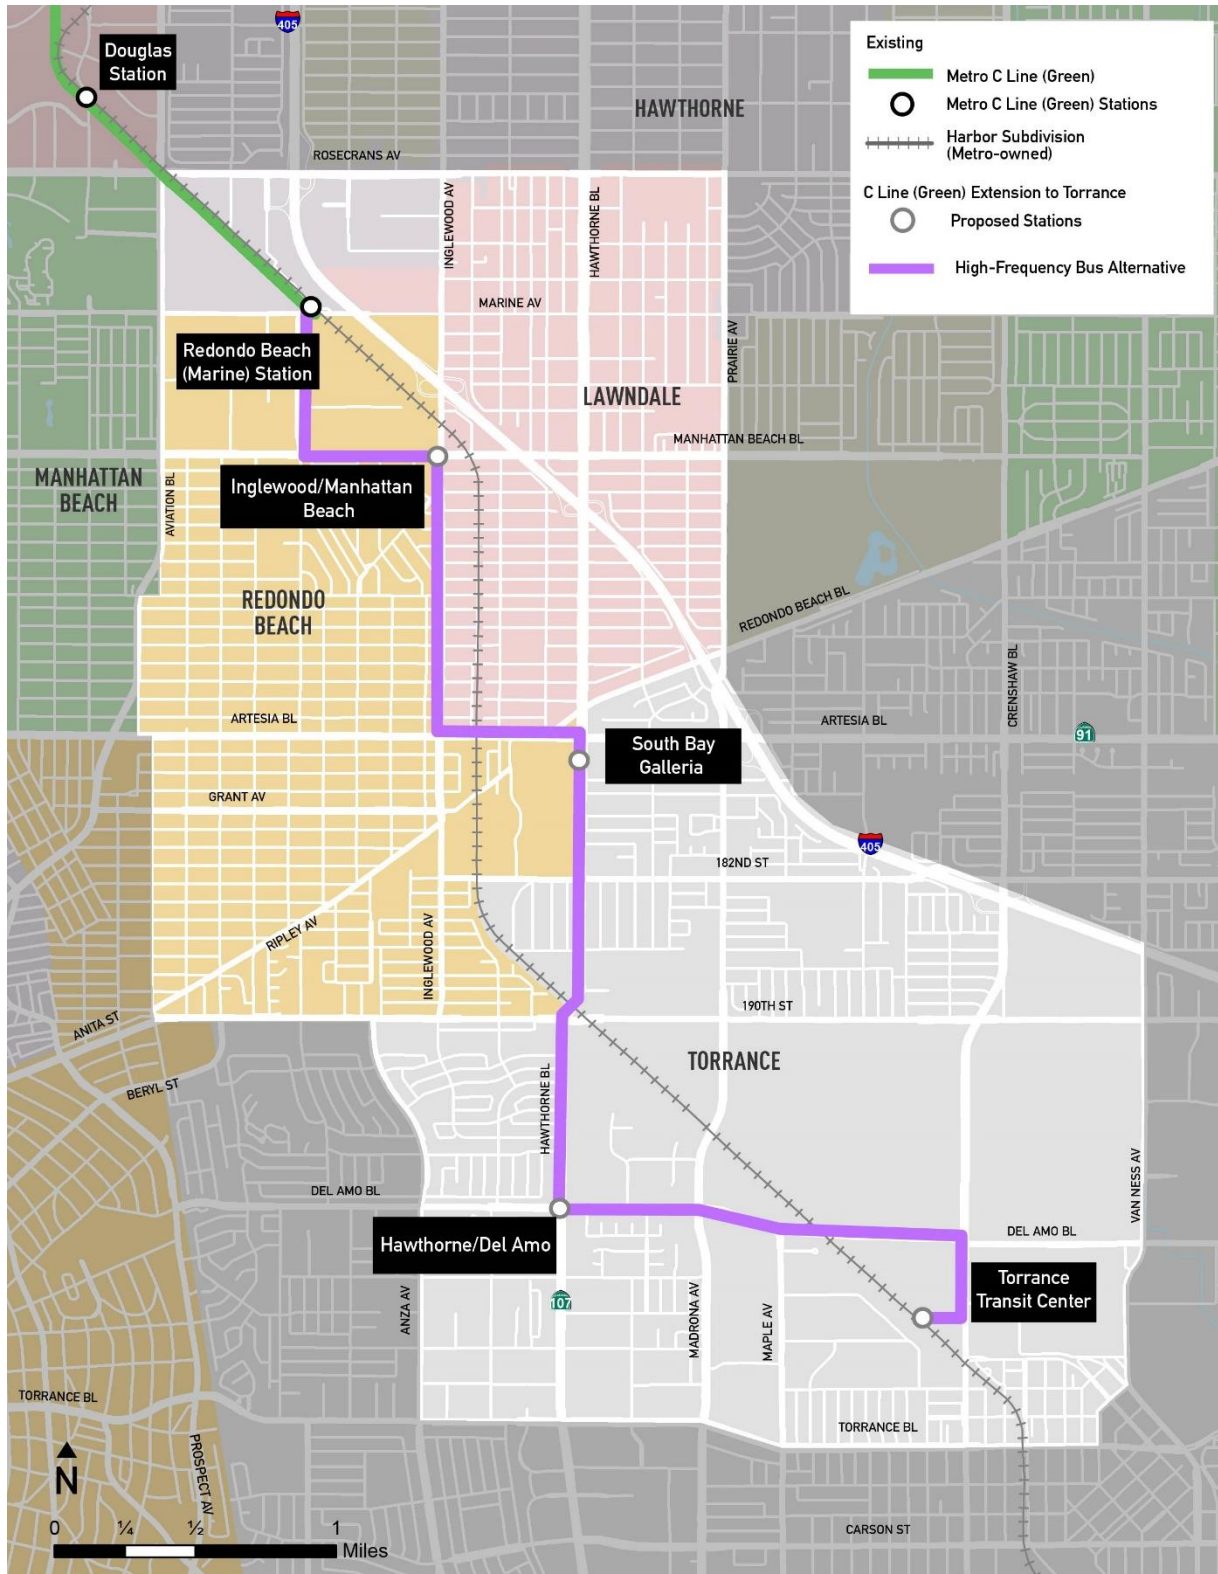 405
Douglas
Station
HAWTHORNE
ROSECRANS AV
Existing
Metro C Line (Green)
Metro C Line (Green) Stations
Harbor Subdivision
(Metro-owned)
C Line (Green) Extension to Torrance
Proposed Stations
High-Frequency Bus Alternative
INGLEWOOD AV
HAWTHORNE BL
MARINE AV
PRAIRIE AV
Redondo Beach
(Marine) Station
LAWNDALE
MANHATTAN BEACH BL
MANHATTAN
BEACH
AVIATION BL
Inglewood/Manhattan
Beach
REDONDO
BEACH
REDONDO BEACH BL
CRENSHAW BL
ARTESIA BL
ARTESIA BL
91
South Bay
Galleria
GRANT AV
405
182ND ST
RIPLEY AV
INGLEWOOD AV
190TH ST
ANITA ST
BERYL ST
TORRANCE
HAWTHORNE BL
VAN NESS AV
DEL AMO BL
DEL AMO BL
Hawthorne/Del Amo
Torrance
Transit Center
107
ANZA AV
MADRONA AV
MAPLE AV
TORRANCE BL
TORRANCE BL
PROSPECT AV
N
CARSON ST
0 ¼ ½ 1
Miles